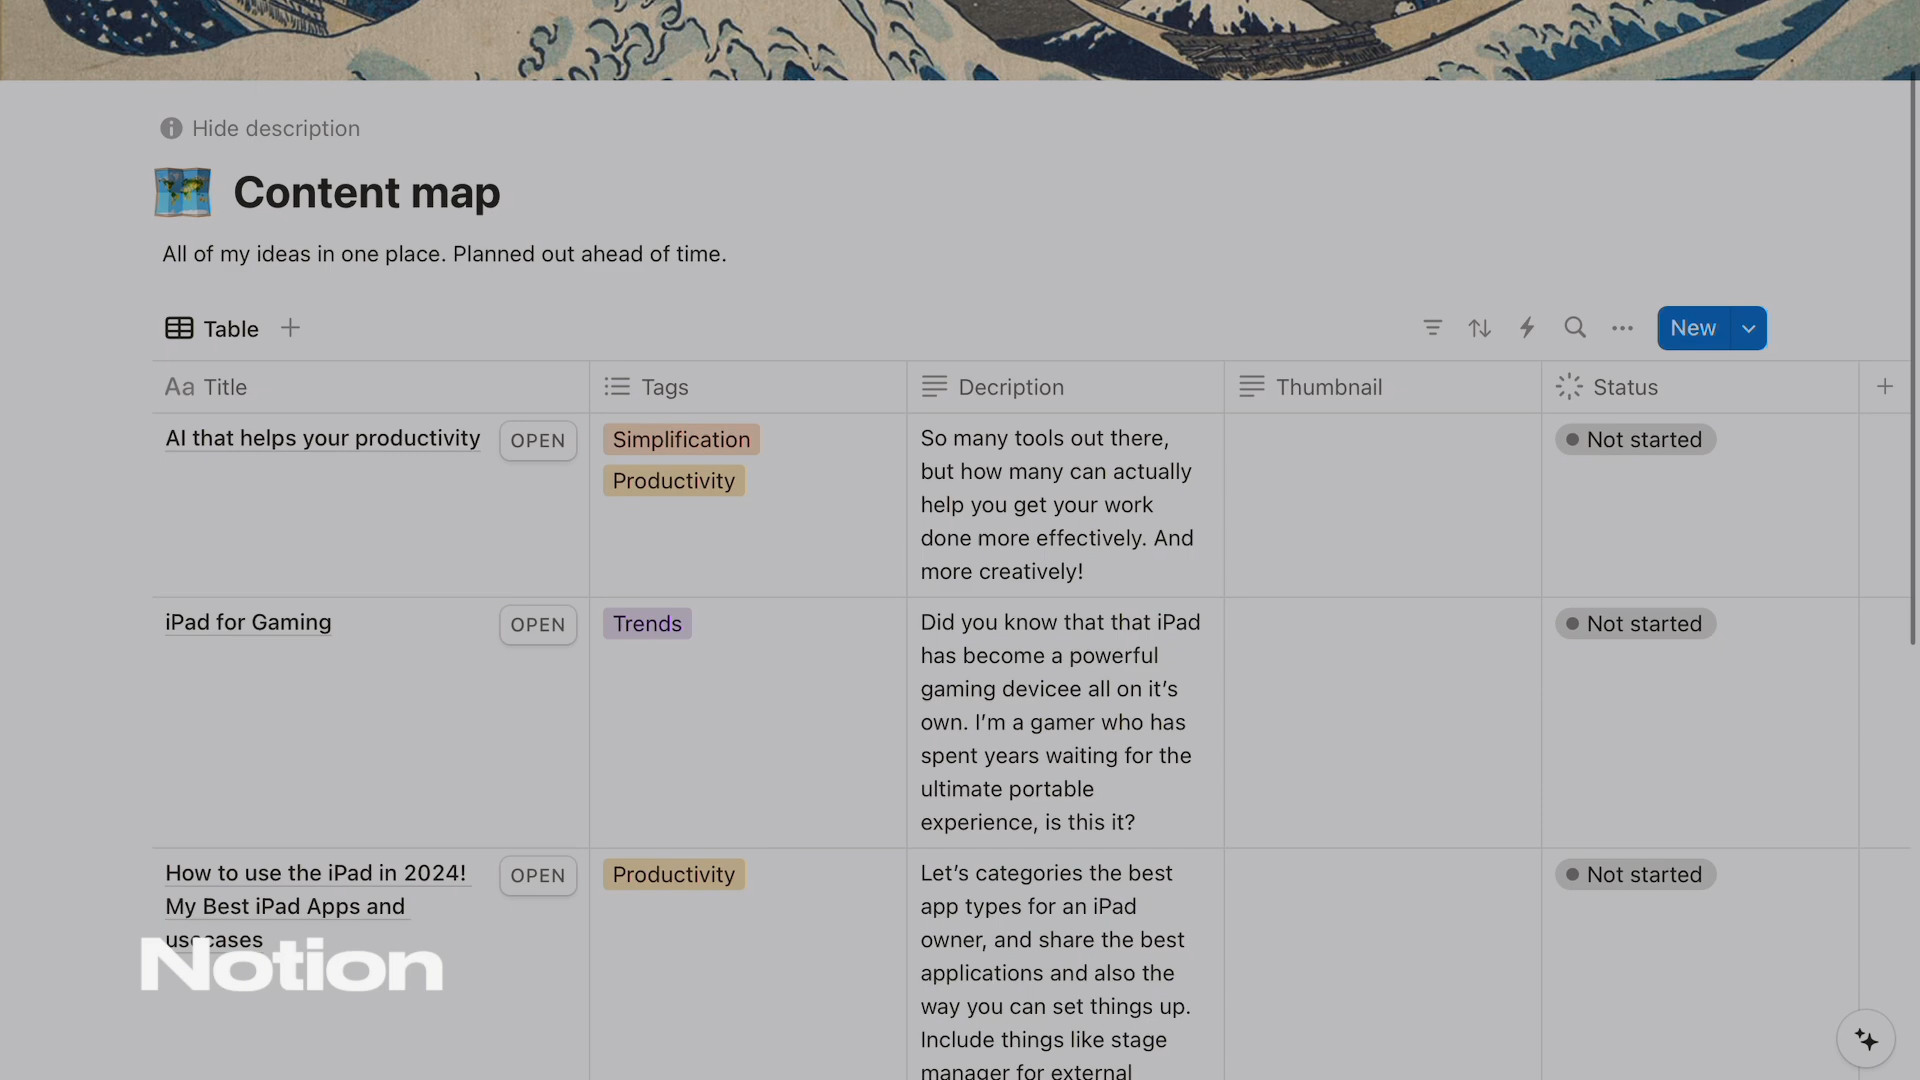 Hide description
Content map
All of my ideas in one place. Planned out ahead of time.
Table
New
Aa Title
Tags
Decription
Thumbnail
Status
AI that helps your productivity
OPEN
Simplification
Productivity
So many tools out there,
but how many can actually
help you get your work
done more effectively. And
more creatively!
Not started
iPad for Gaming
OPEN
Trends
Did you know that that iPad
has become a powerful
gaming devicee all on it’s
own. I’m a gamer who has
spent years waiting for the
ultimate portable
experience, is this it?
Not started
How to use the iPad in 2024!
My Best iPad Apps and
usecases
OPEN
Productivity
Let’s categories the best
app types for an iPad
owner, and share the best
applications and also the
way you can set things up.
Include things like stage
manager for external
Not started
Notion